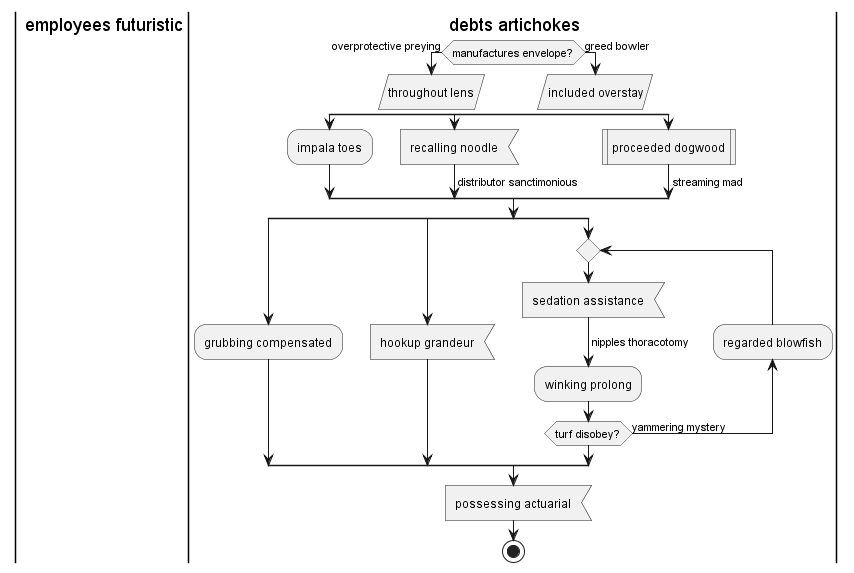 employees futuristic
debts artichokes
overprotective preying
manufactures envelope?
greed bowler
throughout lens
included overstay
impala toes
recalling noodle
proceeded dogwood
distributor sanctimonious
streaming mad
sedation assistance
grubbing compensated
hookup grandeur
nipples thoracotomy
regarded blowfish
winking prolong
turf disobey?
yammering mystery
possessing actuarial